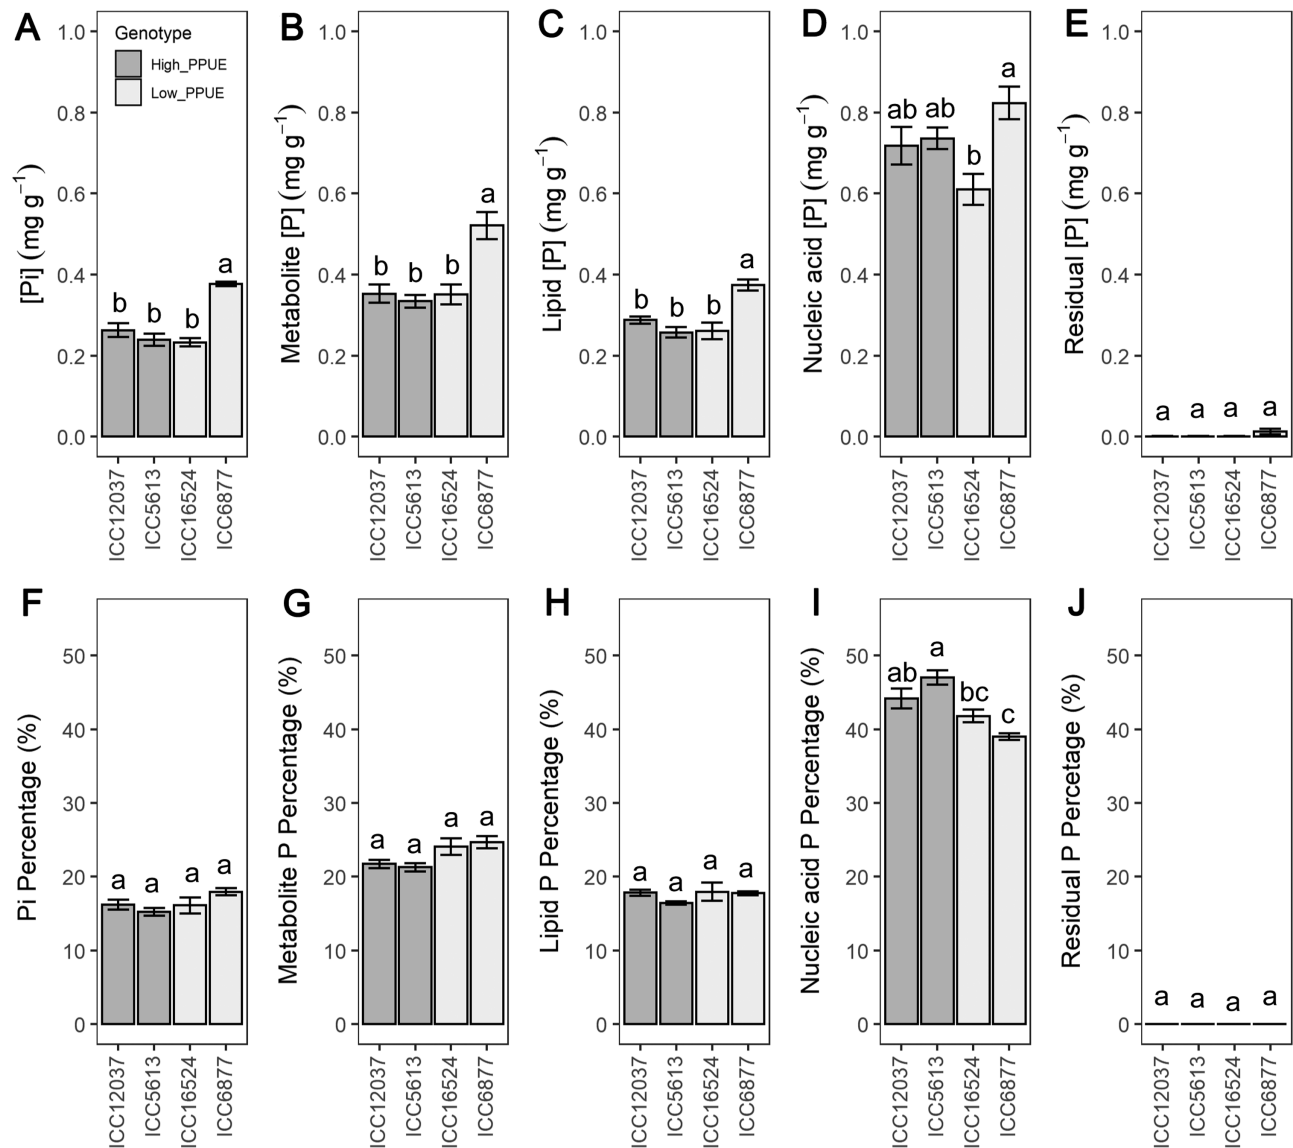 A
[Pi] (mg g⁻¹)
1.0
0.8
0.6
0.4
0.2
0.0
Genotype
High_PPUE
Low_PPUE
b
b
b
a
ICC12037
ICC5613
ICC16524
ICC6877
B
Metabolite [P] (mg g⁻¹)
1.0
0.8
0.6
0.4
0.2
0.0
b
b
b
a
ICC12037
ICC5613
ICC16524
ICC6877
C
Lipid [P] (mg g⁻¹)
1.0
0.8
0.6
0.4
0.2
0.0
b
b
b
a
ICC12037
ICC5613
ICC16524
ICC6877
D
Nucleic acid [P] (mg g⁻¹)
1.0
0.8
0.6
0.4
0.2
0.0
ab
ab
b
a
ICC12037
ICC5613
ICC16524
ICC6877
E
Residual [P] (mg g⁻¹)
1.0
0.8
0.6
0.4
0.2
0.0
a
a
a
a
ICC12037
ICC5613
ICC16524
ICC6877
F
Pi Percentage (%)
50
40
30
20
10
0
a
a
a
a
ICC12037
ICC5613
ICC16524
ICC6877
G
Metabolite P Percentage (%)
50
40
30
20
10
0
a
a
a
a
ICC12037
ICC5613
ICC16524
ICC6877
H
Lipid P Percentage (%)
50
40
30
20
10
0
a
a
a
a
ICC12037
ICC5613
ICC16524
ICC6877
I
Nucleic acid P Percentage (%)
50
40
30
20
10
0
ab
a
bc
c
ICC12037
ICC5613
ICC16524
ICC6877
J
Residual P Percetage (%)
50
40
30
20
10
0
a
a
a
a
ICC12037
ICC5613
ICC16524
ICC6877